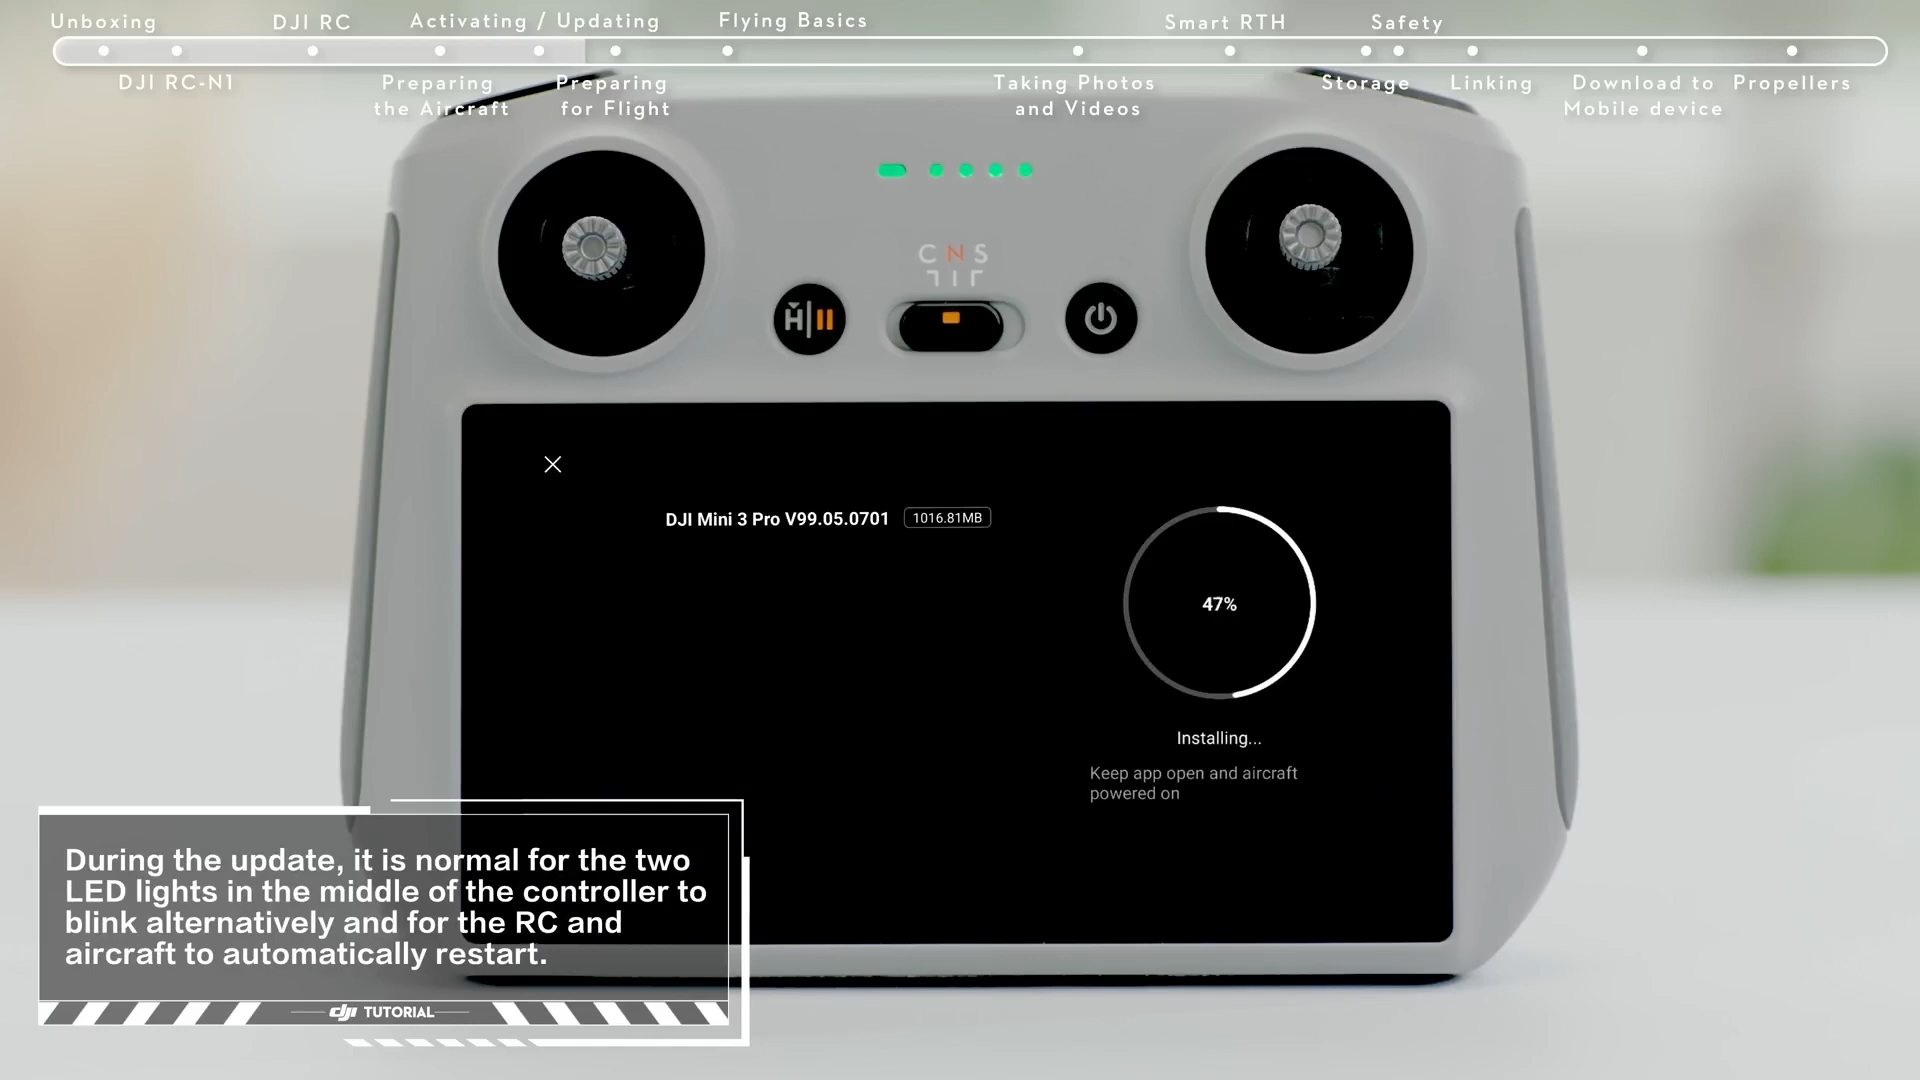 Unboxing
DJI RC
Activating / Updating
Flying Basics
Smart RTH
Safety
DJI RC-N1
Preparing
the Aircraft
Preparing
for Flight
Taking Photos
and Videos
Storage
Linking
Download to
Mobile device
Propellers
C N S
H
DJI Mini 3 Pro V99.05.0701 1016.81MB
47%
Installing...
Keep app open and aircraft
powered on
During the update, it is normal for the two
LED lights in the middle of the controller to
blink alternatively and for the RC and
aircraft to automatically restart.
dji TUTORIAL